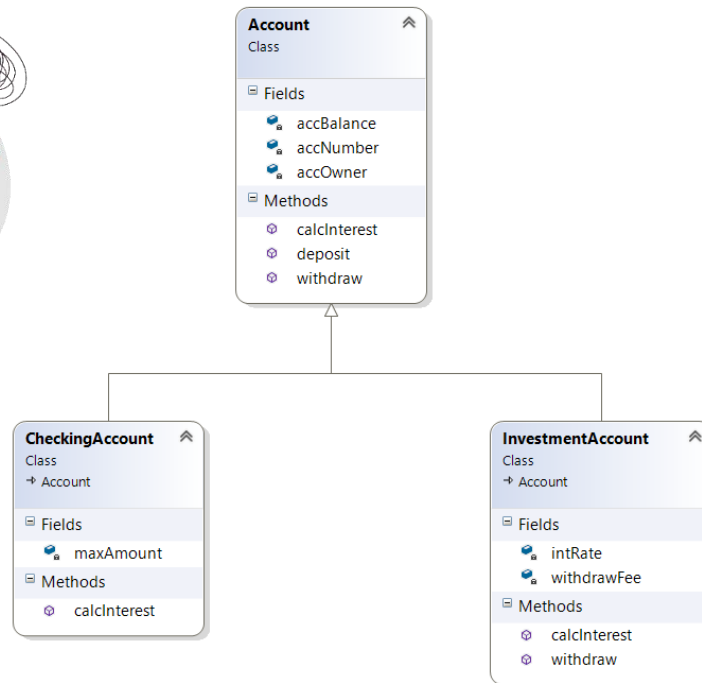 Account
Class
Fields
accBalance
accNumber
accOwner
Methods
calcInterest
deposit
withdraw
CheckingAccount
Class
Account
Fields
maxAmount
Methods
calcInterest
InvestmentAccount
Class
Account
Fields
intRate
withdrawFee
Methods
calcInterest
withdraw